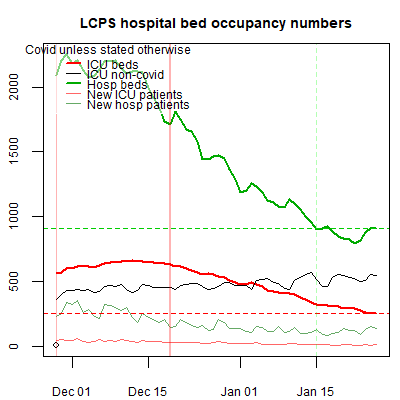 LCPS hospital bed occupancy numbers
Covid unless stated otherwise
ICU beds
ICU non-covid
Hosp beds
New ICU patients
New hosp patients
2000
1500
1000
500
0
Dec 01 Dec 15 Jan 01 Jan 15